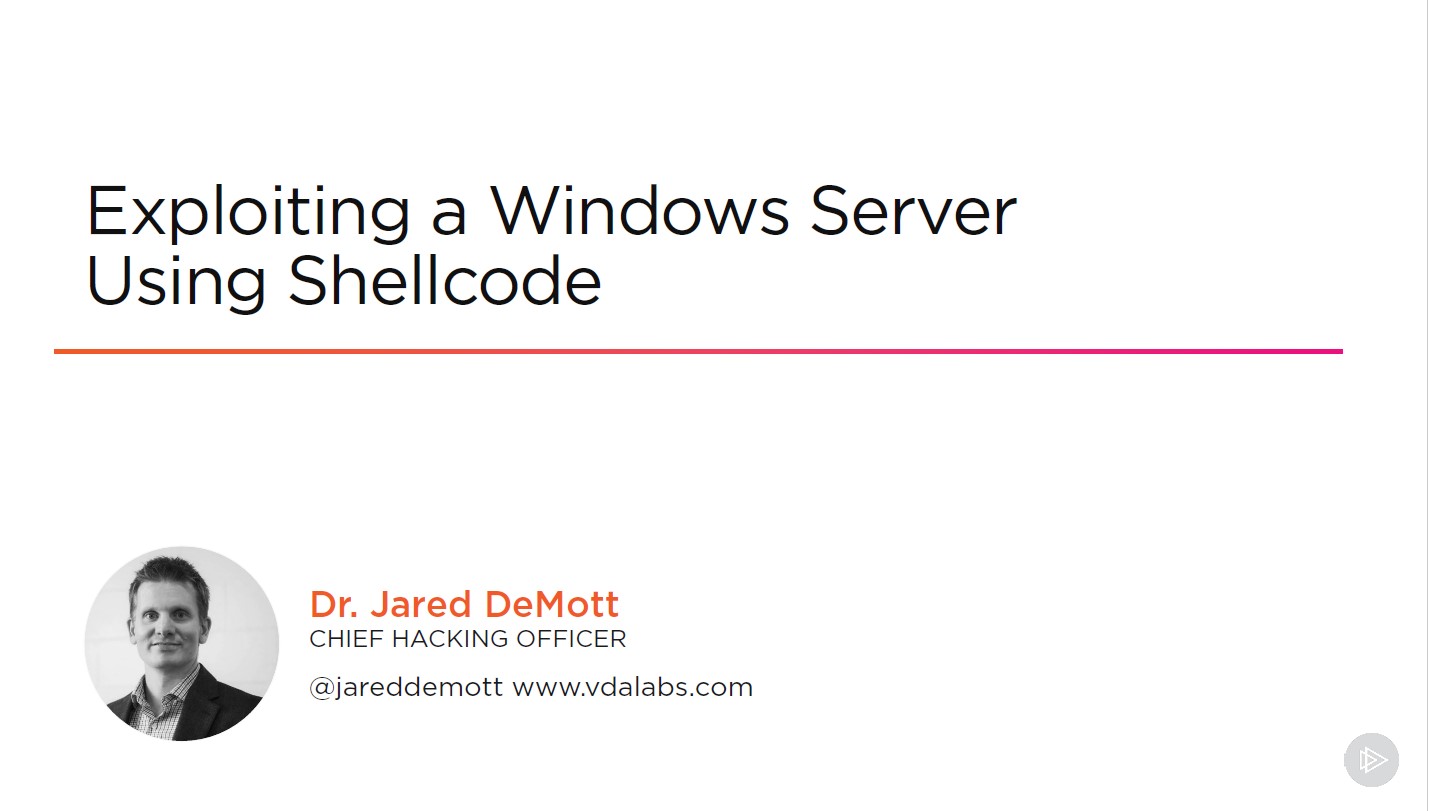 Exploiting a Windows Server
Using Shellcode
Dr. Jared DeMott
CHIEF HACKING OFFICER
@jareddemott www.vdalabs.com